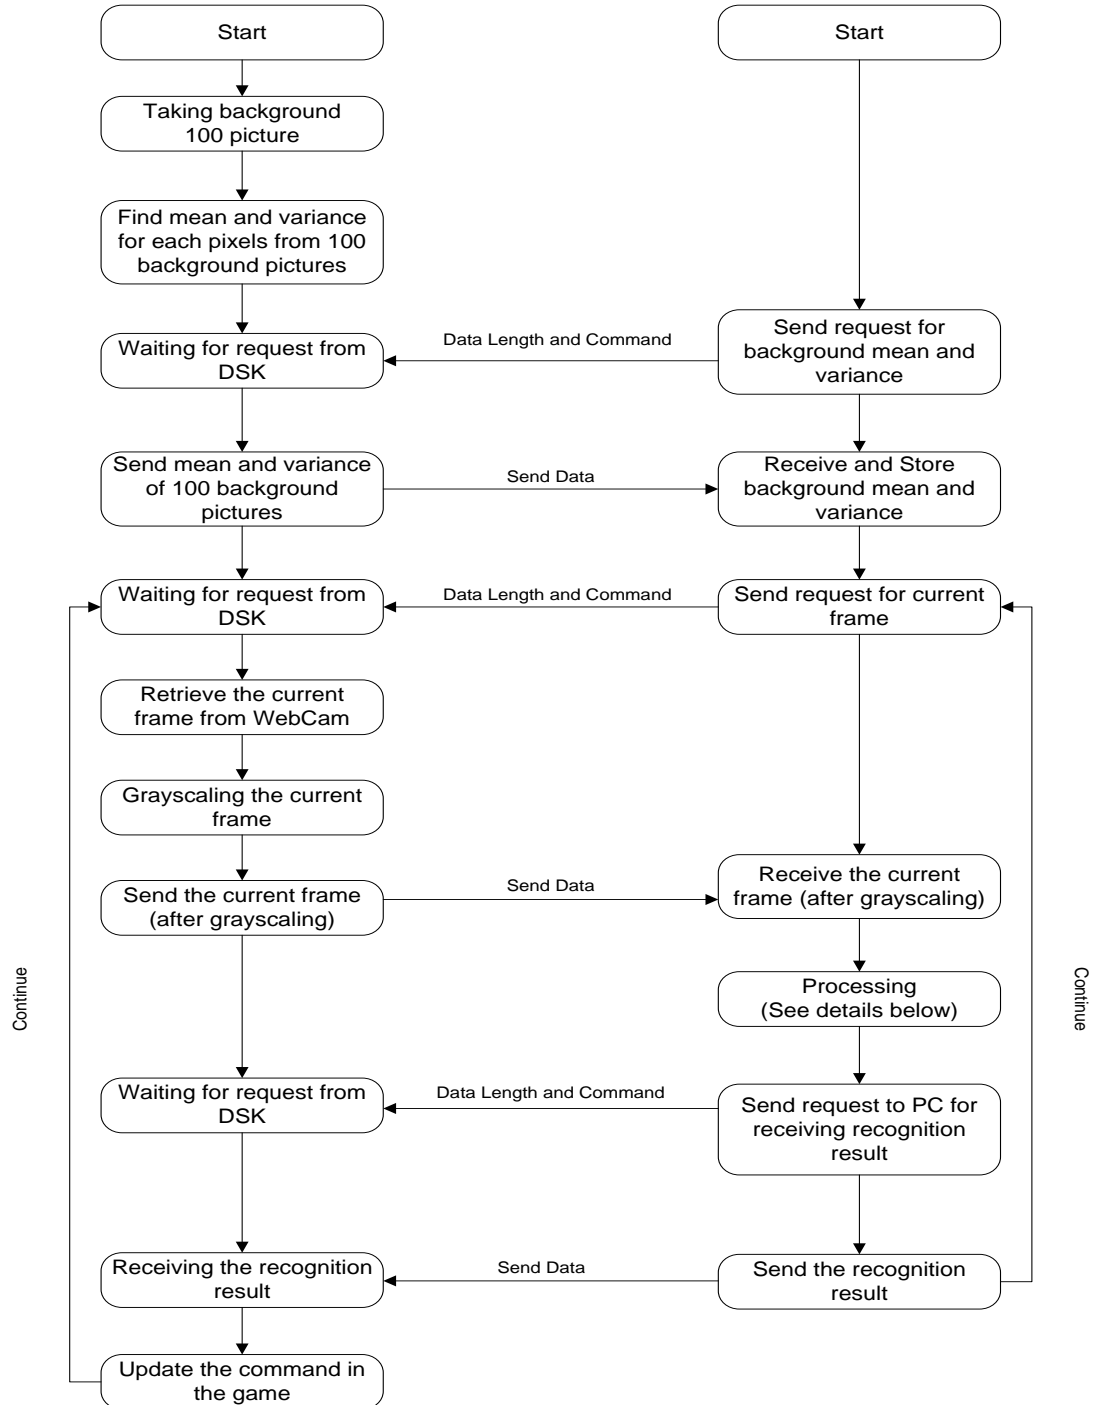 Start
Start
Taking background
100 picture
Find mean and variance
for each pixels from 100
background pictures
Waiting for request from
DSK
Data Length and Command
Send request for
background mean and
variance
Send mean and variance
of 100 background
pictures
Send Data
Receive and Store
background mean and
variance
Waiting for request from
DSK
Data Length and Command
Send request for current
frame
Retrieve the current
frame from WebCam
Grayscaling the current
frame
Send the current frame
(after grayscaling)
Send Data
Receive the current
frame (after grayscaling)
Continue
Processing
(See details below)
Continue
Waiting for request from
DSK
Data Length and Command
Send request to PC for
receiving recognition
result
Receiving the recognition
result
Send Data
Send the recognition
result
Update the command in
the game